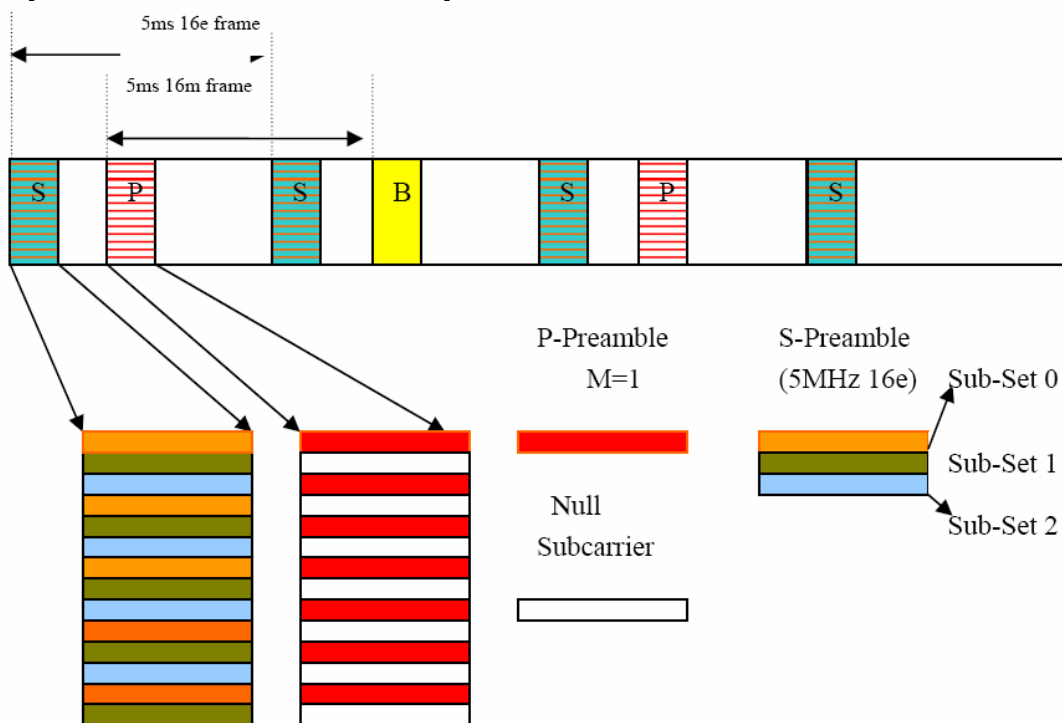 5ms 16e frame
5ms 16m frame
S
P
S
B
S
P
S
P-Preamble
M=1
S-Preamble
(5MHz 16e)
Sub-Set 0
Sub-Set 1
Sub-Set 2
Null
Subcarrier